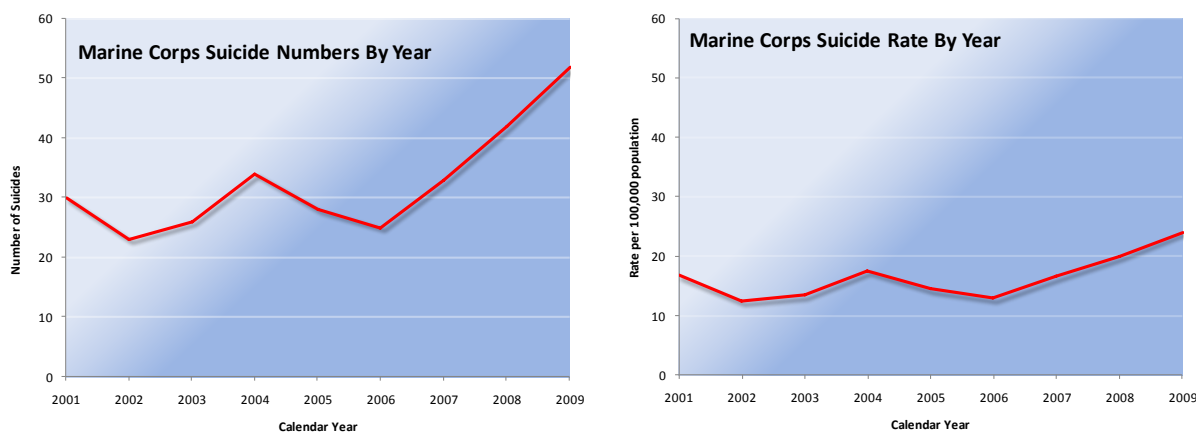 Marine Corps Suicide Numbers By Year
Number of Suicides
60
50
40
30
20
10
0
2001 2002 2003 2004 2005 2006 2007 2008 2009
Calendar Year
Marine Corps Suicide Rate By Year
Rate per 100,000 population
60
50
40
30
20
10
0
2001 2002 2003 2004 2005 2006 2007 2008 2009
Calendar Year